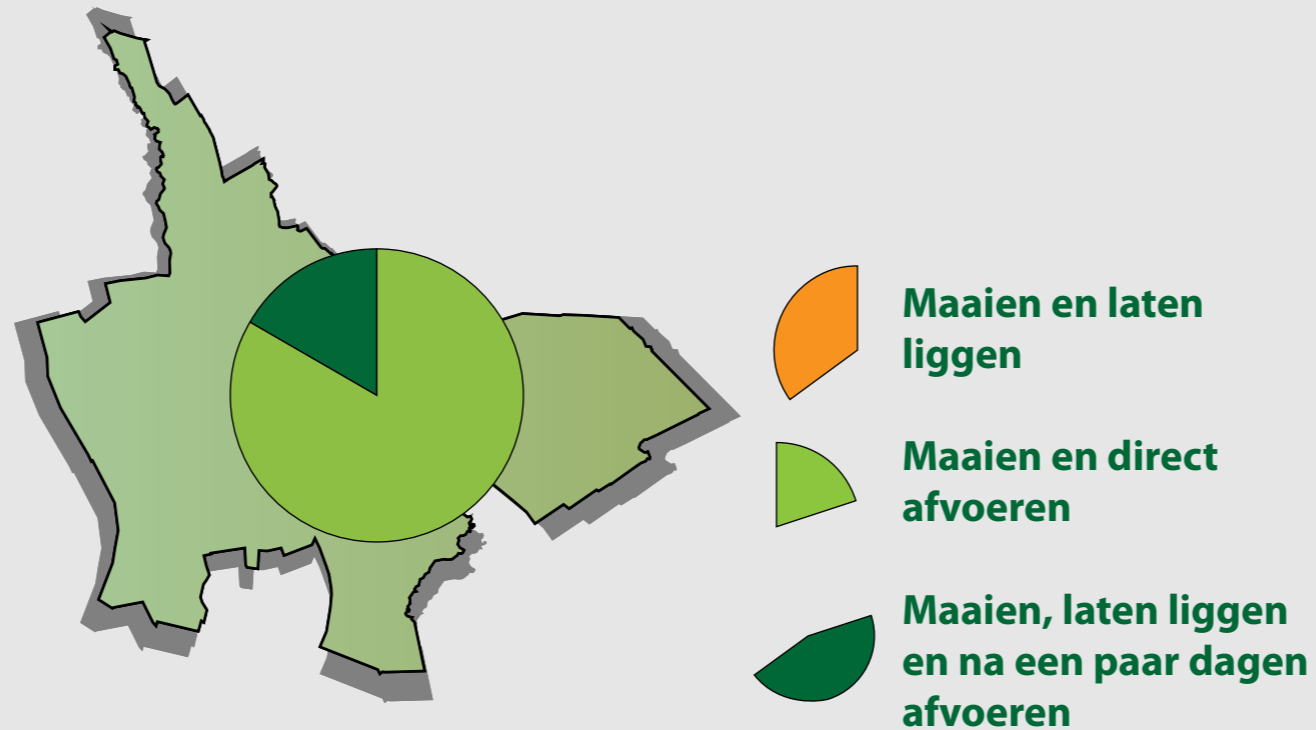 Maaien en laten
liggen
Maaien en direct
afvoeren
Maaien, laten liggen
en na een paar dagen
afvoeren